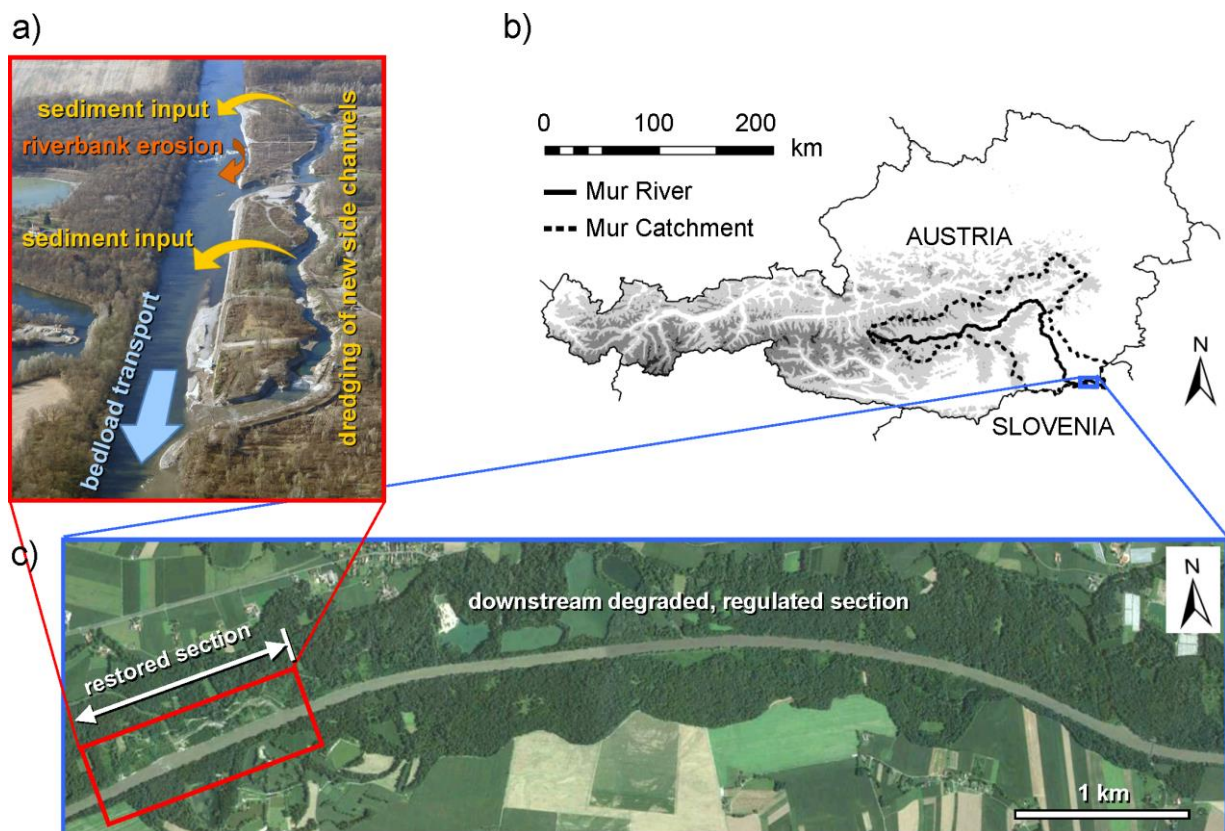 a)
sediment input
riverbank erosion
sediment input
bedload transport
dredging of new side channels
b)
0 100 200
km
Mur River
Mur Catchment
AUSTRIA
SLOVENIA
N
c)
restored section
downstream degraded, regulated section
N
1 km